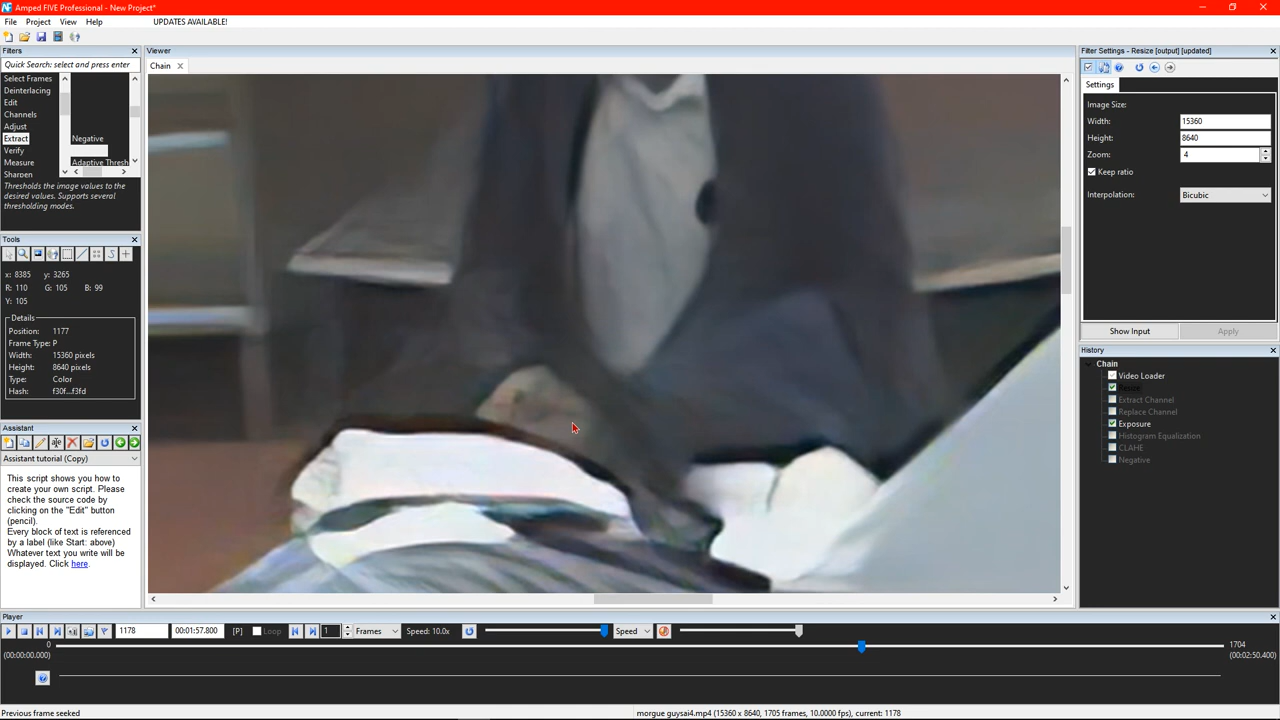 Amped FIVE Professional - New Project*
File Project View Help UPDATES AVAILABLE!
Filters
Quick Search: select and press enter
Select Frames
Deinterlacing
Edit
Channels
Adjust
Extract
Negative
Verify
Measure
Adaptive Thresh
Sharpen
Thresholds the image values to the
desired values. Supports several
thresholding modes.
Tools
x: 8385 y: 3265
R: 110 G: 105 B: 99
Y: 105
Details
Position: 1177
Frame Type: P
Width: 15360 pixels
Height: 8640 pixels
Type: Color
Hash: f30f...f3fd
Assistant
Assistant tutorial (Copy)
This script shows you how to
create your own script. Please
check the source code by
clicking on the "Edit" button
(pencil).
Every block of text is referenced
by a label (like Start: above)
Whatever text you write will be
displayed. Click here.
Viewer
Chain
Filter Settings - Resize [output] [updated]
Settings
Image Size:
Width: 15360
Height: 8640
Zoom: 4
Keep ratio
Interpolation: Bicubic
Show Input Apply
History
Chain
Video Loader
Resize
Extract Channel
Replace Channel
Exposure
Histogram Equalization
CLAHE
Negative
Player
1178 00:01:57.800 [P] Loop 1 Frames Speed: 10.0x Speed
0 1704
(00:00:00.000) (00:02:50.400)
Previous frame seeked morgue guysai4.mp4 (15360 x 8640, 1705 frames, 10.0000 fps), current: 1178